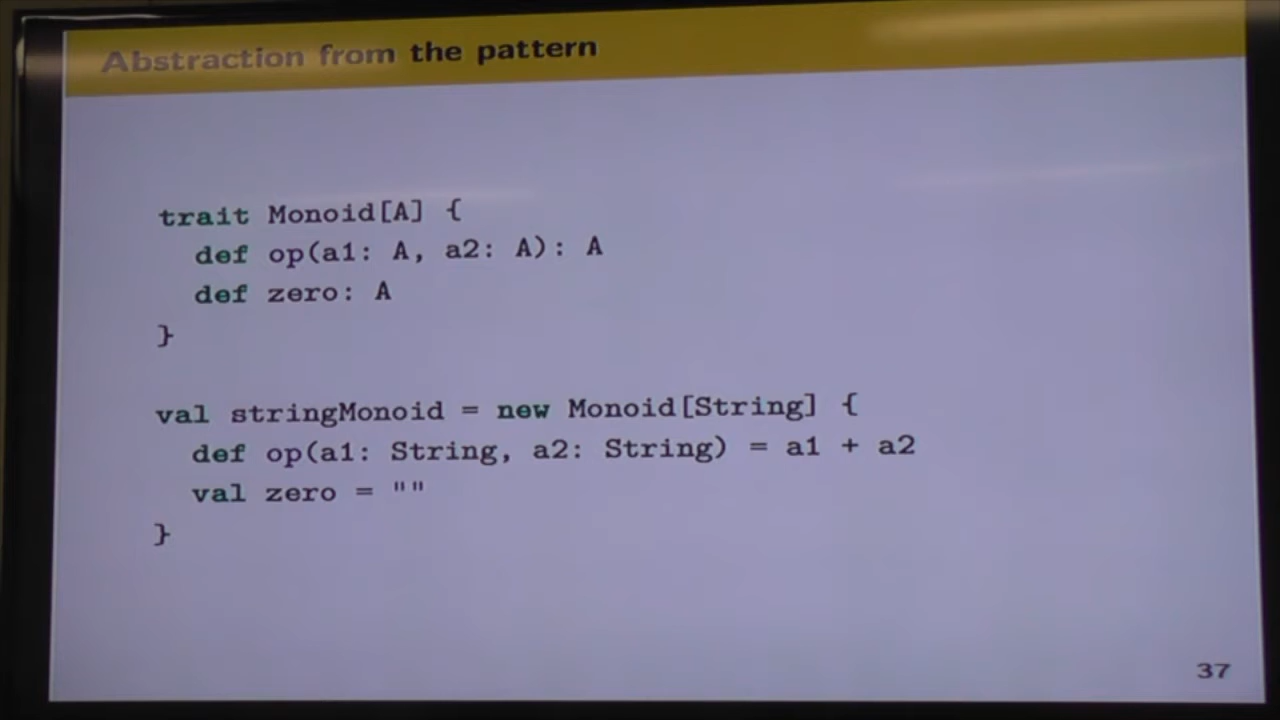 Abstraction from the pattern
trait Monoid[A] {
  def op(a1: A, a2: A): A
  def zero: A
}
val stringMonoid = new Monoid[String] {
  def op(a1: String, a2: String) = a1 + a2
  val zero = ""
}
37